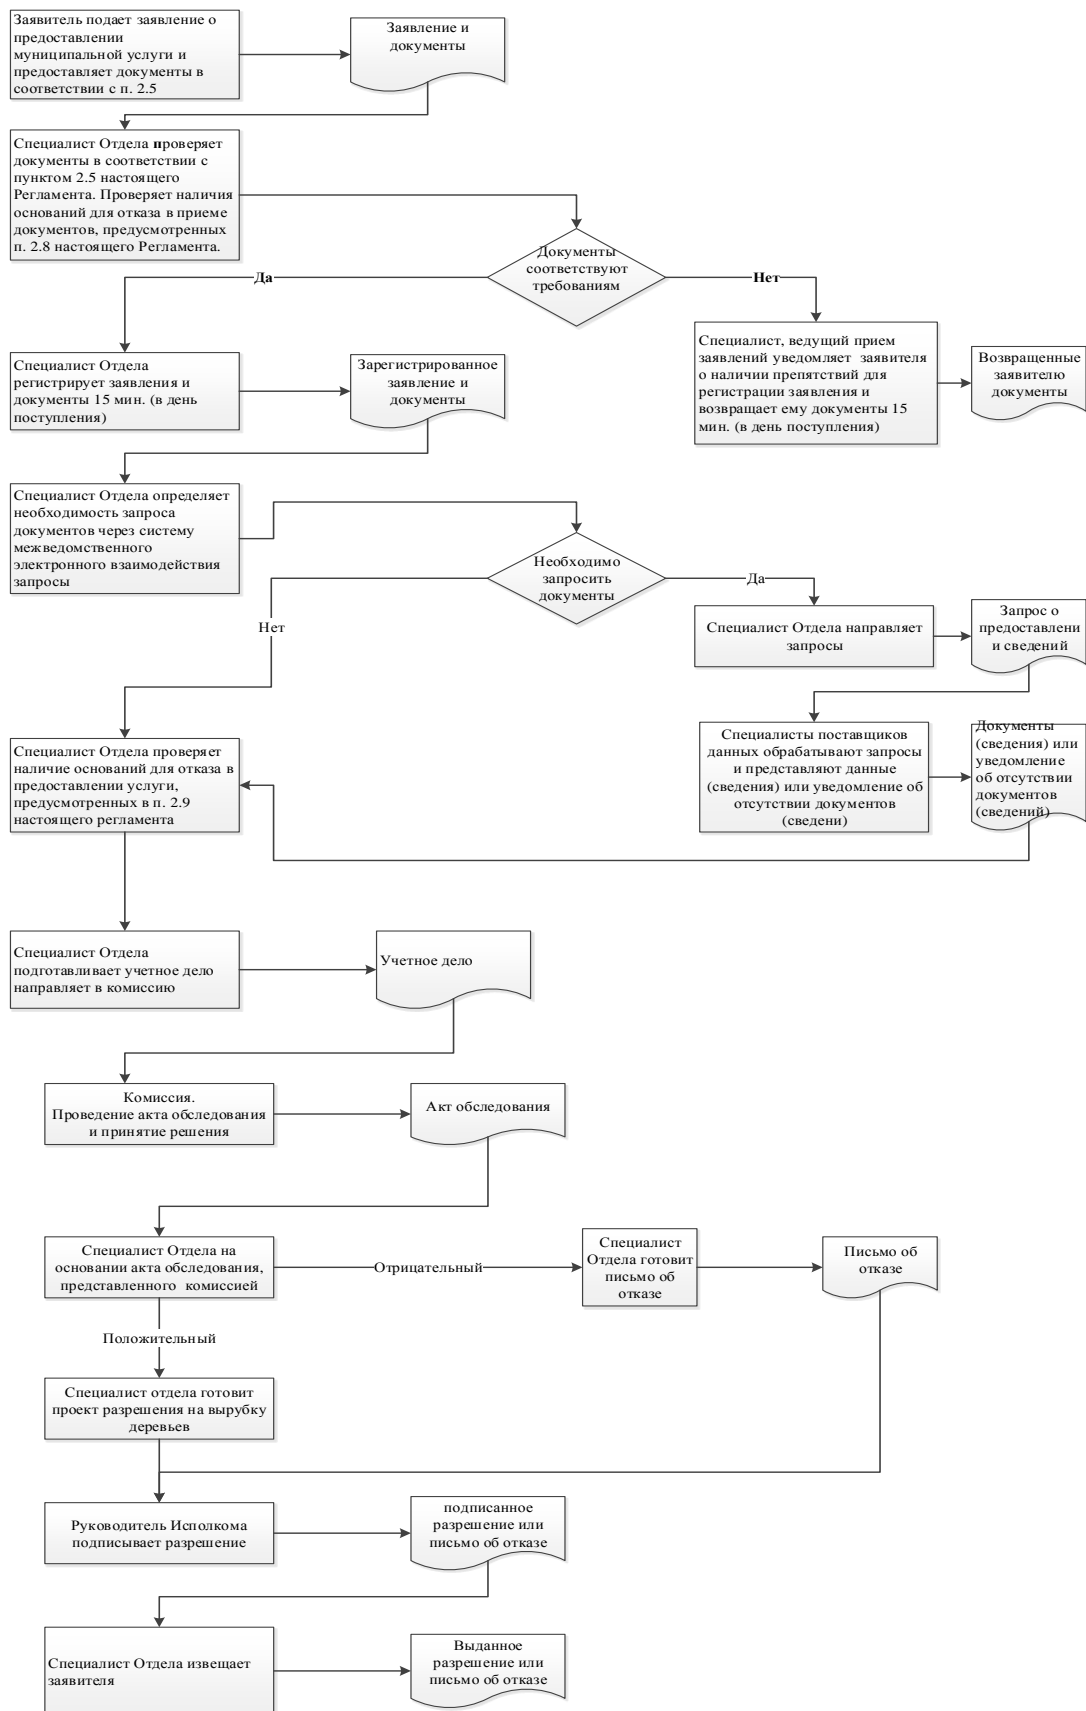 Заявитель подает заявление о
предоставлении
муниципальной услуги и
предоставляет документы в
соответствии с п. 2.5
Заявление и
документы
Специалист Отдела проверяет
документы в соответствии с
пунктом 2.5 настоящего
Регламента. Проверяет наличия
оснований для отказа в приеме
документов, предусмотренных
п. 2.8 настоящего Регламента.
Документы
соответствуют
требованиям
Да
Нет
Специалист Отдела
регистрирует заявления и
документы 15 мин. (в день
поступления)
Зарегистрированное
заявление и
документы
Специалист, ведущий прием
заявлений уведомляет заявителя
о наличии препятствий для
регистрации заявления и
возвращает ему документы 15
мин. (в день поступления)
Возвращенные
заявителю
документы
Специалист Отдела определяет
необходимость запроса
документов через систему
межведомственного
электронного взаимодействия
запросы
Необходимо
запросить
документы
Да
Нет
Специалист Отдела направляет
запросы
Запрос о
предоставлени
и сведений
Специалисты поставщиков
данных обрабатывают запросы
и представляют данные
(сведения) или уведомление об
отсутствии документов
(сведени)
Документы
(сведения) или
уведомление
об отсутствии
документов
(сведений)
Специалист Отдела проверяет
наличие оснований для отказа в
предоставлении услуги,
предусмотренных в п. 2.9
настоящего регламента
Специалист Отдела
подготавливает учетное дело
направляет в комиссию
Учетное дело
Комиссия.
Проведение акта обследования
и принятие решения
Акт обследования
Специалист Отдела на
основании акта обследования,
представленного комиссией
Отрицательный
Специалист
Отдела готовит
письмо об
отказе
Письмо об
отказе
Положительный
Специалист отдела готовит
проект разрешения на вырубку
деревьев
Руководитель Исполкома
подписывает разрешение
подписанное
разрешение или
письмо об отказе
Специалист Отдела извещает
заявителя
Выданное
разрешение или
письмо об отказе